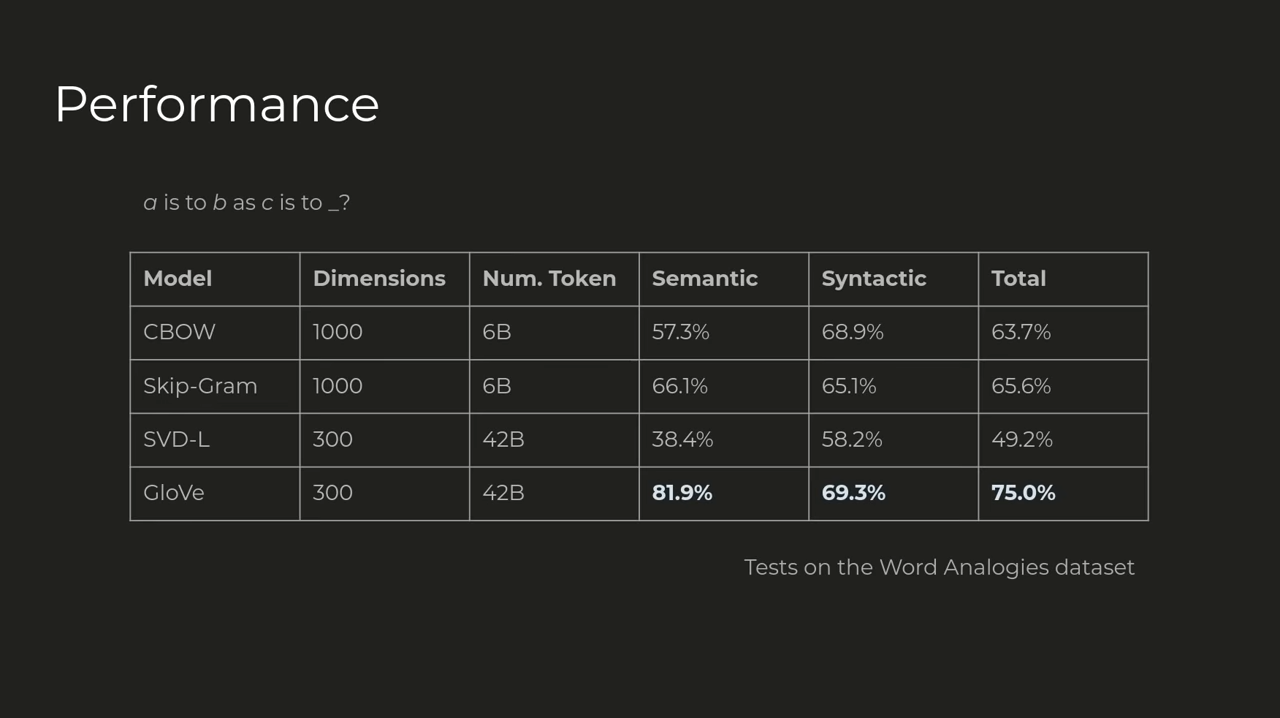 Performance
a is to b as c is to _?
Model Dimensions Num. Token Semantic Syntactic Total
CBOW 1000 6B 57.3% 68.9% 63.7%
Skip-Gram 1000 6B 66.1% 65.1% 65.6%
SVD-L 300 42B 38.4% 58.2% 49.2%
GloVe 300 42B 81.9% 69.3% 75.0%
Tests on the Word Analogies dataset